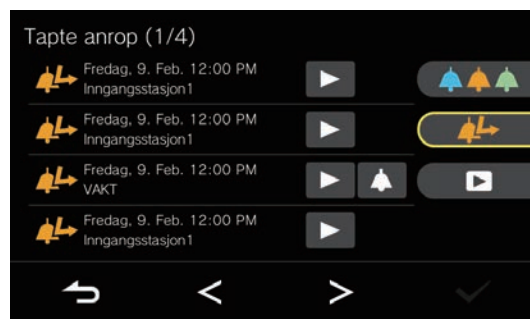 Tapte anrop (1/4)
Fredag, 9. Feb. 12:00 PM
Inngangsstasjon1
Fredag, 9. Feb. 12:00 PM
Inngangsstasjon1
Fredag, 9. Feb. 12:00 PM
VAKT
Fredag, 9. Feb. 12:00 PM
Inngangsstasjon1